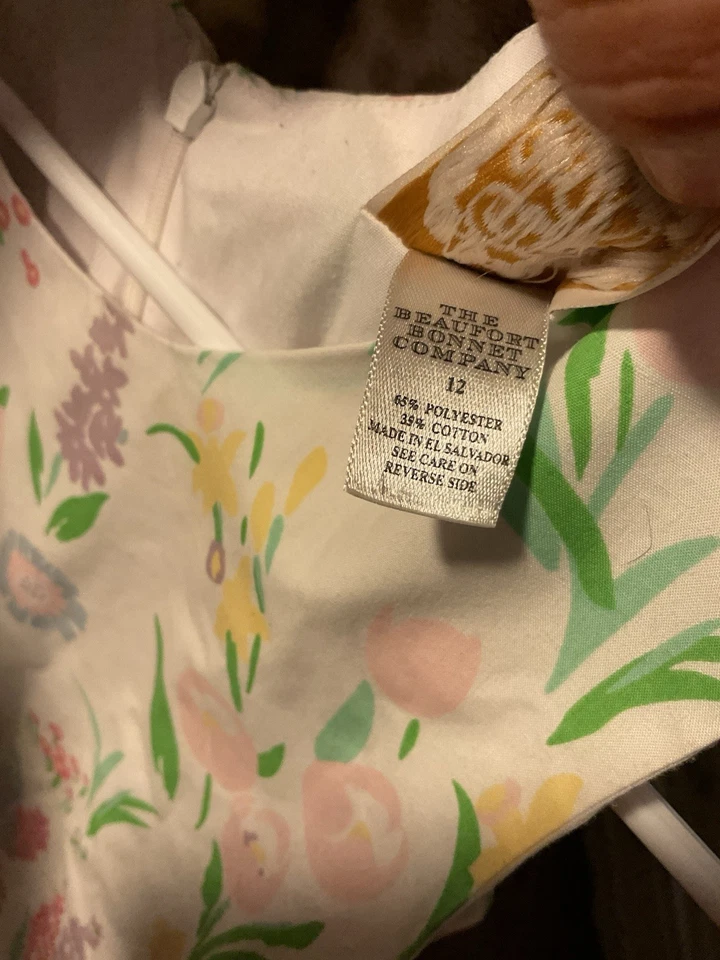 THE
BEAUFORT
BONNET
COMPANY
12
65% POLYESTER
35% COTTON
MADE IN EL SALVADOR
SEE CARE ON
REVERSE SIDE